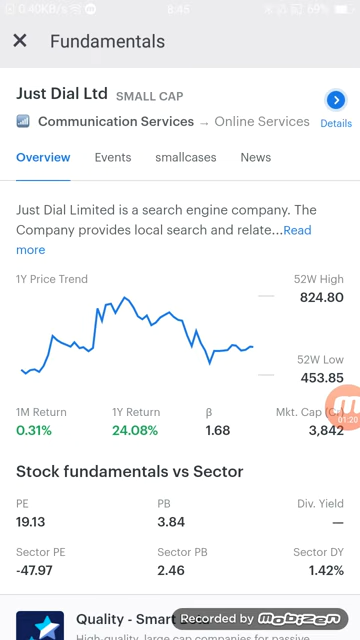 0.40KB/s 8:45 69%
Fundamentals
Just Dial Ltd SMALL CAP
Communication Services → Online Services
Details
Overview Events smallcases News
Just Dial Limited is a search engine company. The
Company provides local search and relate...Read
more
1Y Price Trend 52W High
824.80
52W Low
453.85
1M Return 1Y Return β Mkt. Cap (Cr)
0.31% 24.08% 1.68 3,842
01:20
Stock fundamentals vs Sector
PE PB Div. Yield
19.13 3.84 —
Sector PE Sector PB Sector DY
-47.97 2.46 1.42%
Quality - Smart
High-quality, large cap companies for passive
Recorded by mobizen